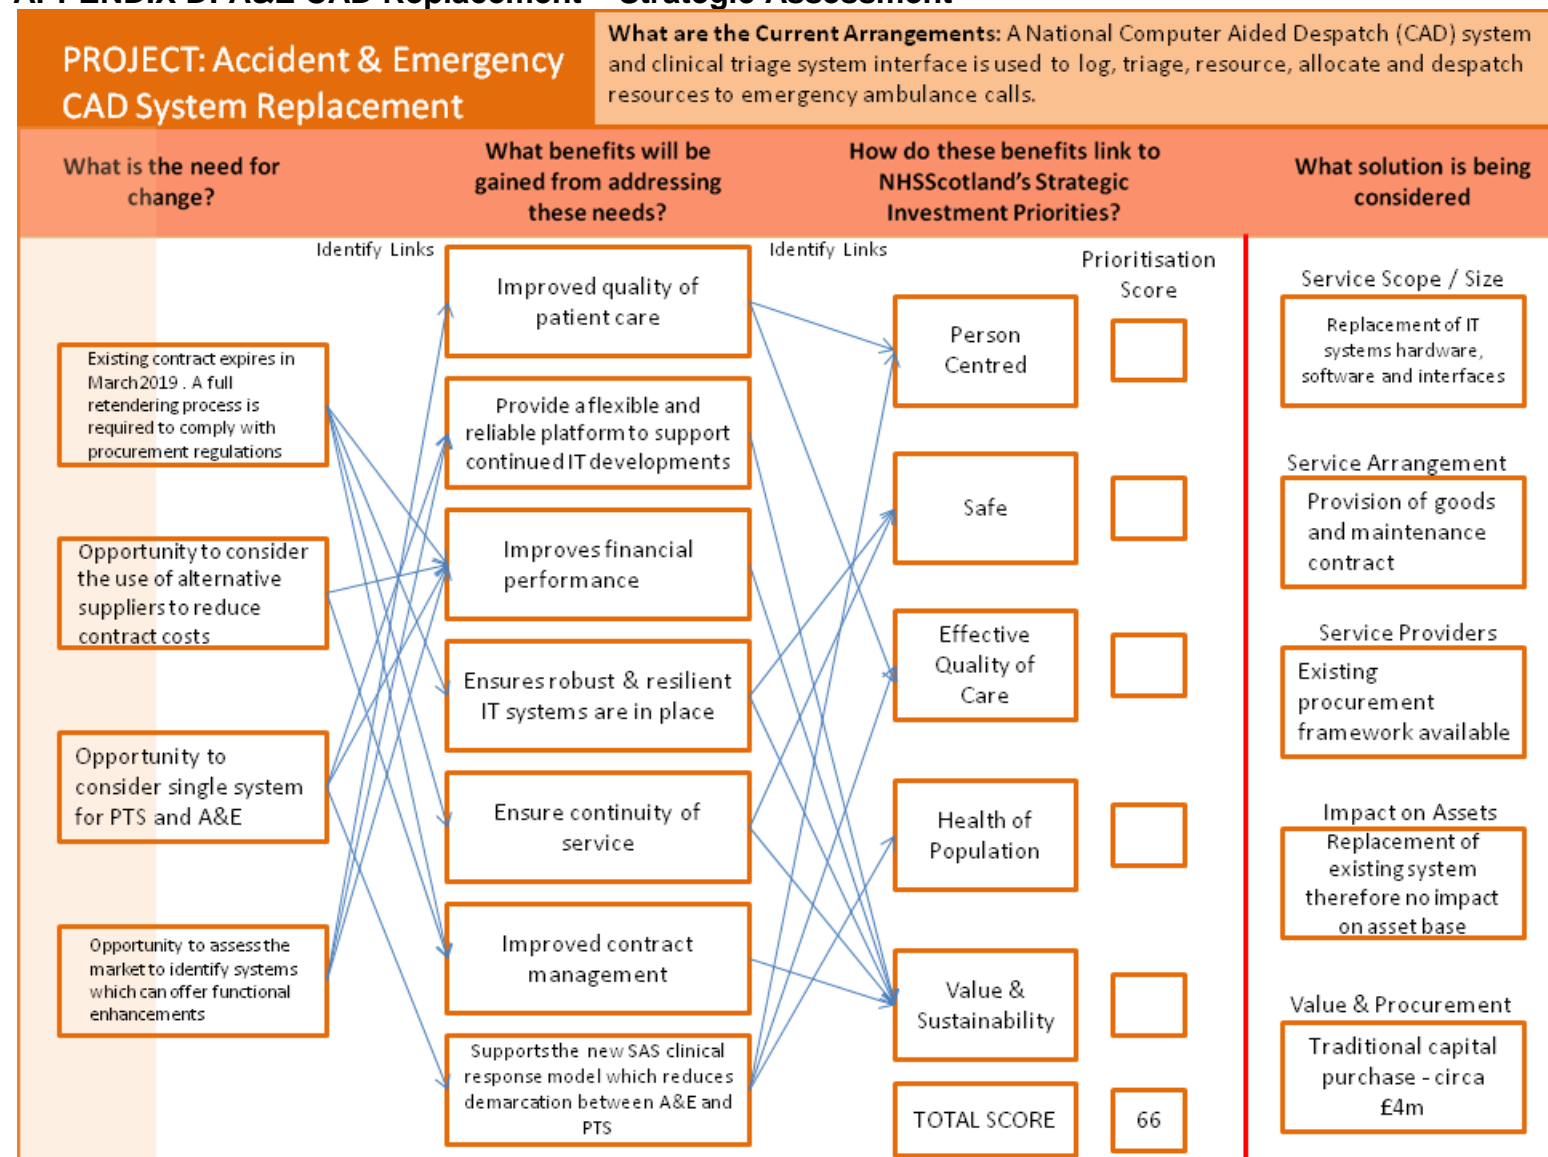 APPENDIX D: A&E CAD Replacement – Strategic Assessment
PROJECT: Accident & Emergency
CAD System Replacement
What are the Current Arrangements: A National Computer Aided Despatch (CAD) system
and clinical triage system interface is used to log, triage, resource, allocate and despatch
resources to emergency ambulance calls.
What is the need for
change?
What benefits will be
gained from addressing
these needs?
How do these benefits link to
NHSScotland's Strategic
Investment Priorities?
What solution is being
considered
Identify Links
Existing contract expires in
March 2019 . A full
retendering process is
required to comply with
procurement regulations
Opportunity to consider
the use of alternative
suppliers to reduce
contract costs
Opportunity to
consider single system
for PTS and A&E
Opportunity to assess the
market to identify systems
which can offer functional
enhancements
Improved quality of
patient care
Provide a flexible and
reliable platform to support
continued IT developments
Improves financial
performance
Ensures robust & resilient
IT systems are in place
Ensure continuity of
service
Improved contract
management
Supports the new SAS clinical
response model which reduces
demarcation between A&E and
PTS
Identify Links
Prioritisation
Score
Person
Centred
Safe
Effective
Quality of
Care
Health of
Population
Value &
Sustainability
TOTAL SCORE
66
Service Scope / Size
Replacement of IT
systems hardware,
software and interfaces
Service Arrangement
Provision of goods
and maintenance
contract
Service Providers
Existing
procurement
framework available
Impact on Assets
Replacement of
existing system
therefore no impact
on asset base
Value & Procurement
Traditional capital
purchase - circa
£4m